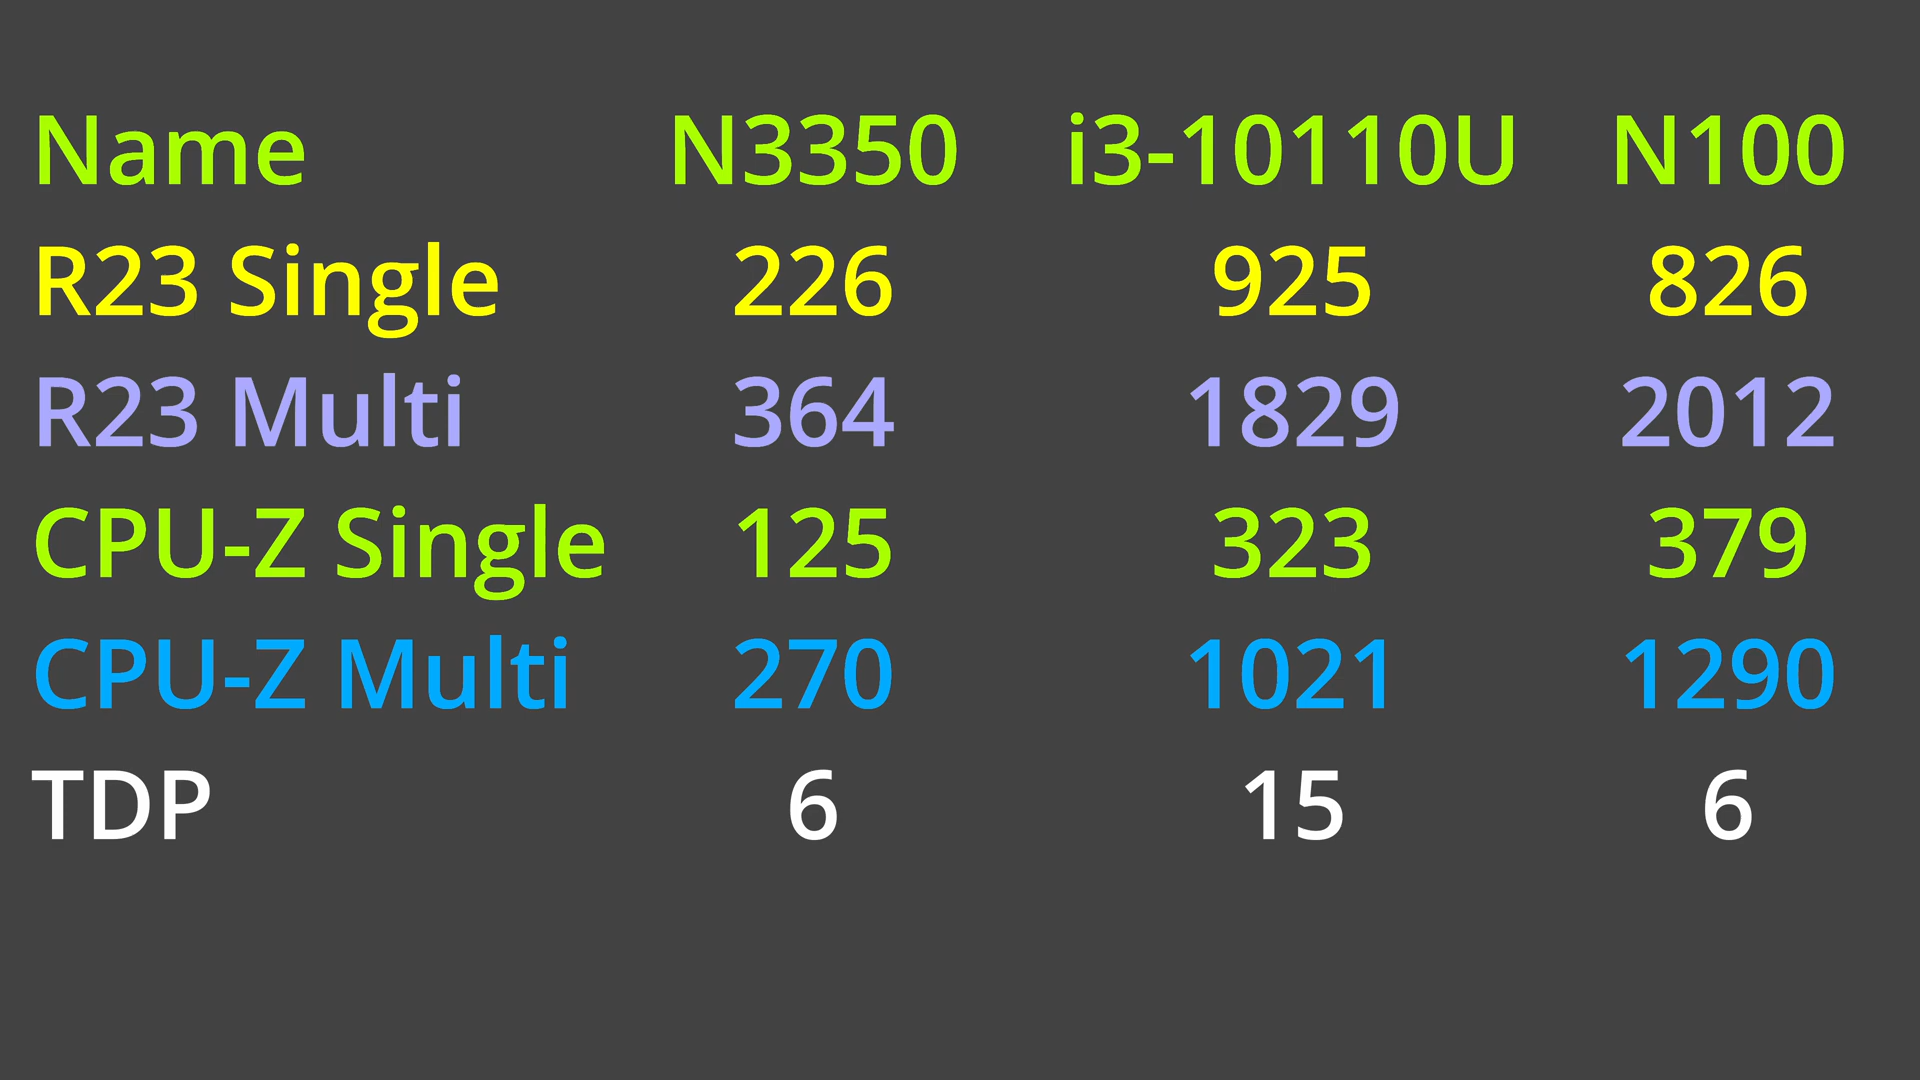 Name N3350 i3-10110U N100
R23 Single 226 925 826
R23 Multi 364 1829 2012
CPU-Z Single 125 323 379
CPU-Z Multi 270 1021 1290
TDP 6 15 6